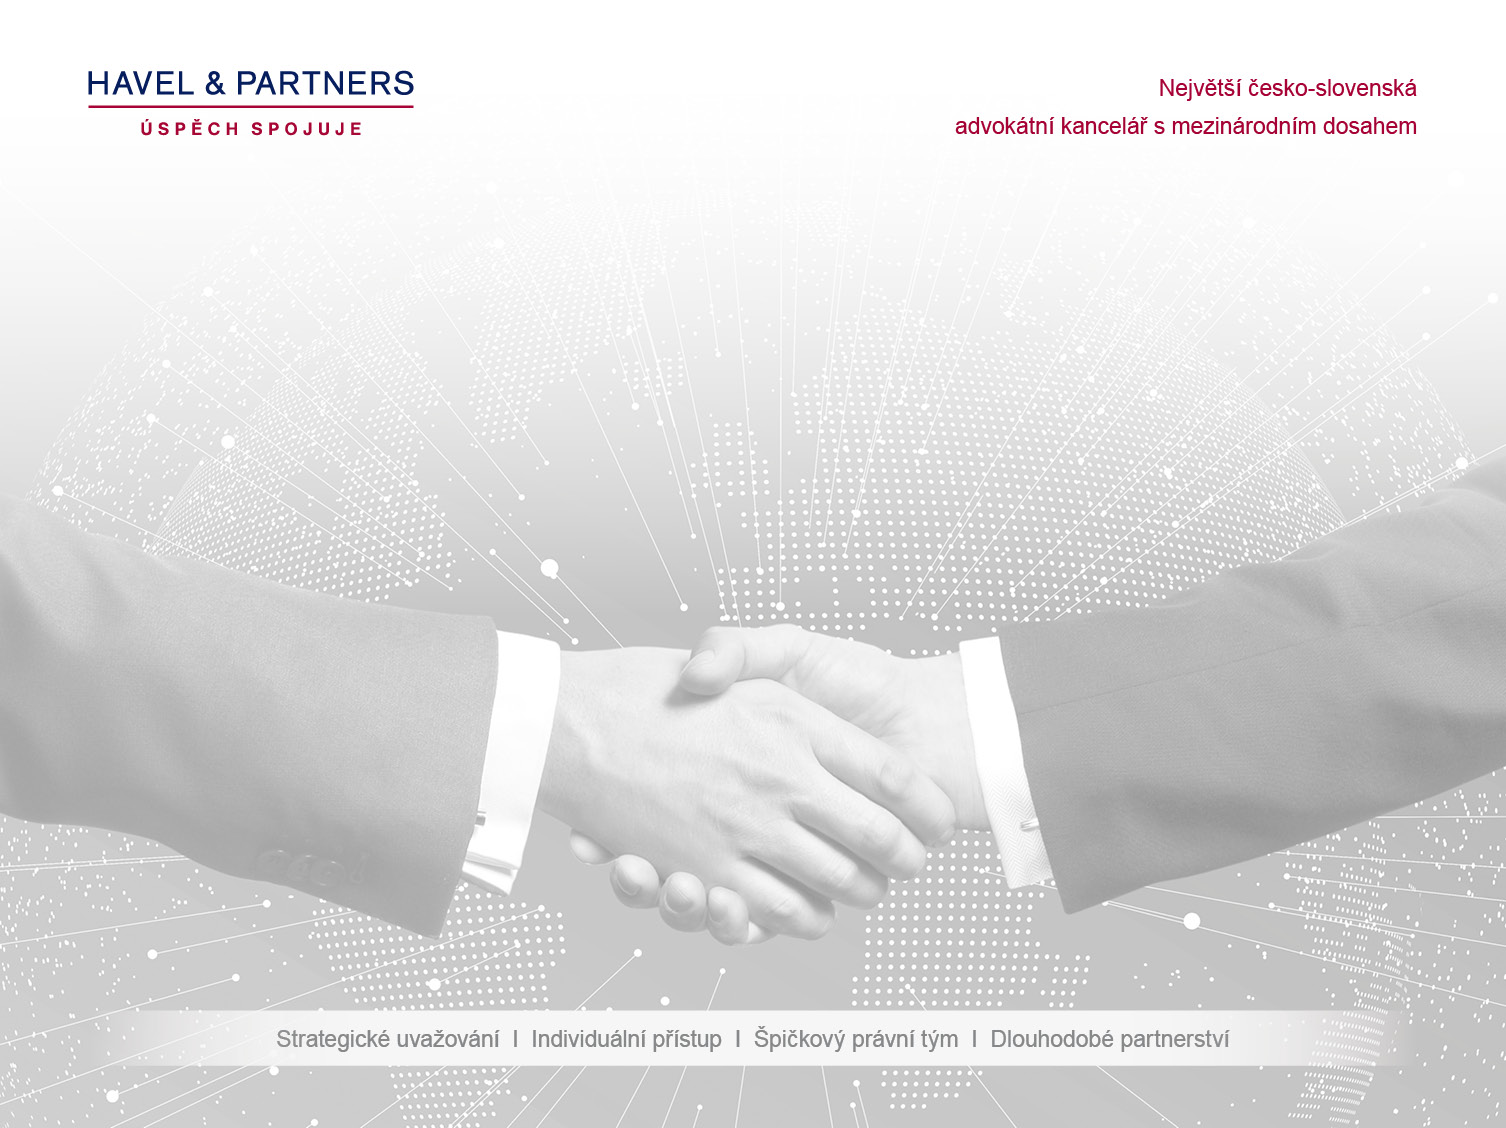 HAVEL & PARTNERS
ÚSPĚCH SPOJUJE
Největší česko-slovenská
advokátní kancelář s mezinárodním dosahem
Strategické uvažování I Individuální přístup I Špičkový právní tým I Dlouhodobé partnerství